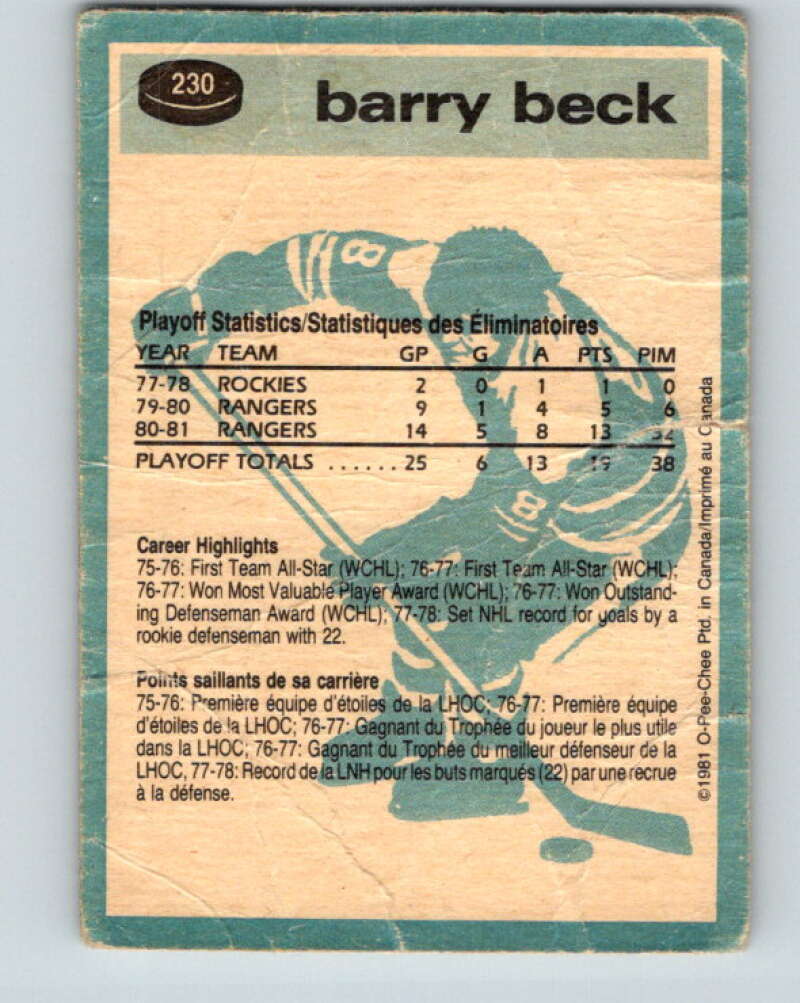 230
barry beck
Playoff Statistics/Statistiques des Éliminatoires
YEAR TEAM GP G A PTS PIM
77-78 ROCKIES 2 0 1 1 0
79-80 RANGERS 9 1 4 5 6
80-81 RANGERS 14 5 8 13 32
PLAYOFF TOTALS ...... 25 6 13 19 38
8
8
Career Highlights
75-76: First Team All-Star (WCHL); 76-77: First Team All-Star (WCHL);
76-77: Won Most Valuable Player Award (WCHL); 76-77: Won Outstand-
ing Defenseman Award (WCHL); 77-78: Set NHL record for goals by a
rookie defenseman with 22.
Points saillants de sa carrière
75-76: Première équipe d'étoiles de la LHOC; 76-77: Première équipe
d'étoiles de la LHOC; 76-77: Gagnant du Trophée du joueur le plus utile
dans la LHOC; 76-77: Gagnant du Trophée du meilleur défenseur de la
LHOC, 77-78: Record de la LNH pour les buts marqués (22) par une recrue
à la défense.
©1981 O-Pee-Chee Ptd. in Canada/Imprimé au Canada